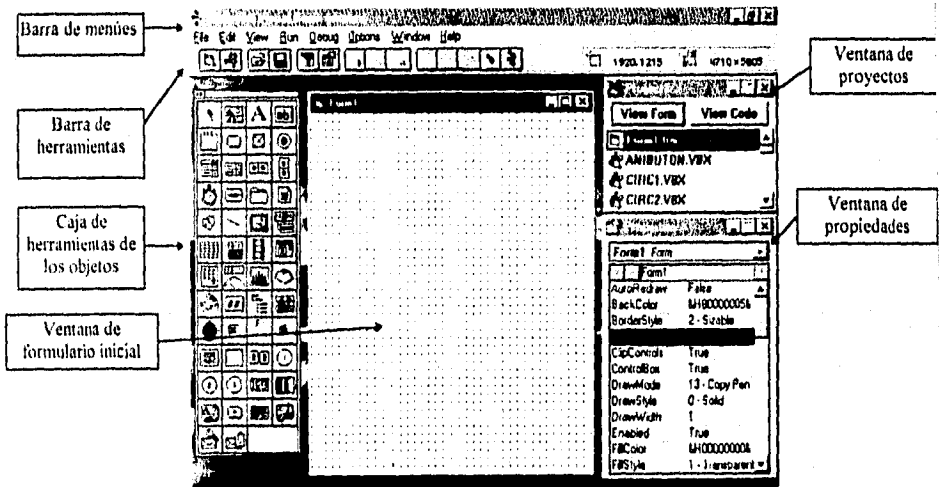 Barra de menúes
File Edit View Run Debug Options Window Help
1920,1215 4710×5805
Barra de
herramientas
Caja de
herramientas de
los objetos
Ventana de
formulario inicial
Form1
Ventana de
proyectos
View Form View Code
ANIBUTON.VBX
CIRC1.VBX
CIRC2.VBX
Ventana de
propiedades
Form1 Form
Form1
AutoRedraw False
BackColor &H80000005&
BorderStyle 2 - Sizable
ClipControls True
ControlBox True
DrawMode 13 - Copy Pen
DrawStyle 0 - Solid
DrawWidth 1
Enabled True
FillColor &H00000000&
FillStyle 1 - Transparent